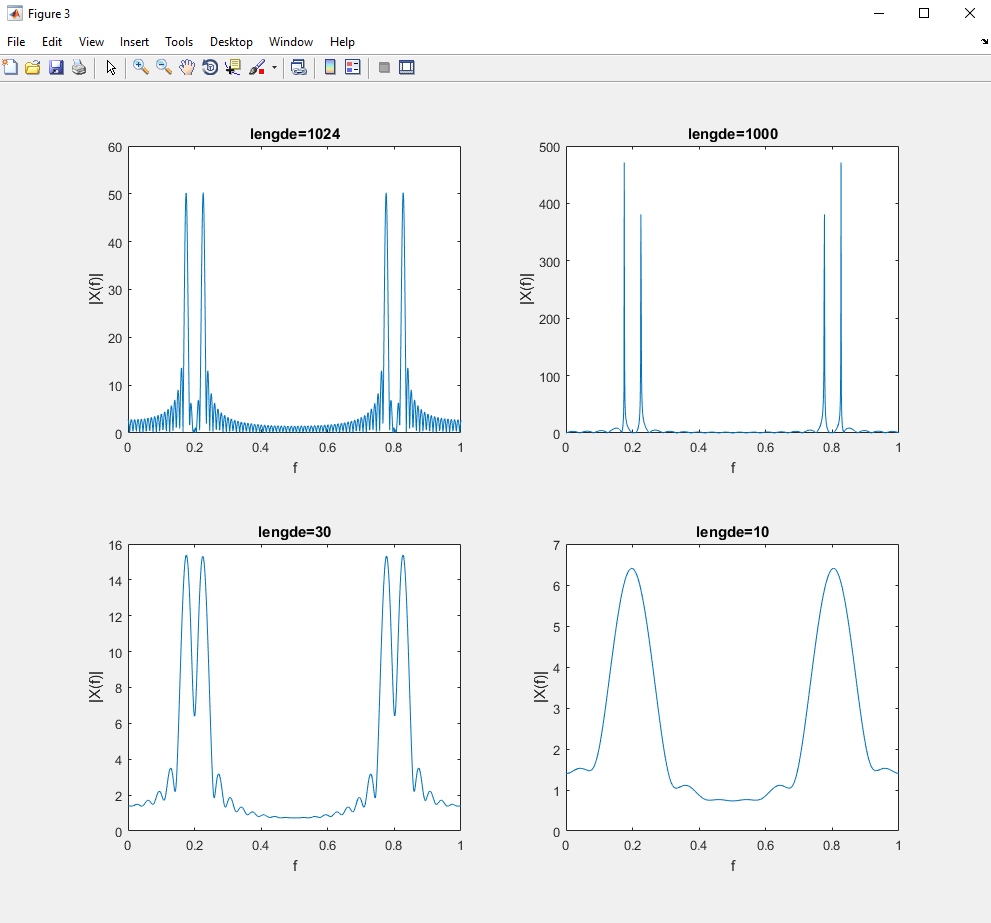 Figure 3
File Edit View Insert Tools Desktop Window Help
lengde=1024
60
50
40
30
20
10
0
|X(f)|
0 0.2 0.4 0.6 0.8 1
f
lengde=1000
500
400
300
200
100
0
|X(f)|
0 0.2 0.4 0.6 0.8 1
f
lengde=30
16
14
12
10
8
6
4
2
0
|X(f)|
0 0.2 0.4 0.6 0.8 1
f
lengde=10
7
6
5
4
3
2
1
0
|X(f)|
0 0.2 0.4 0.6 0.8 1
f